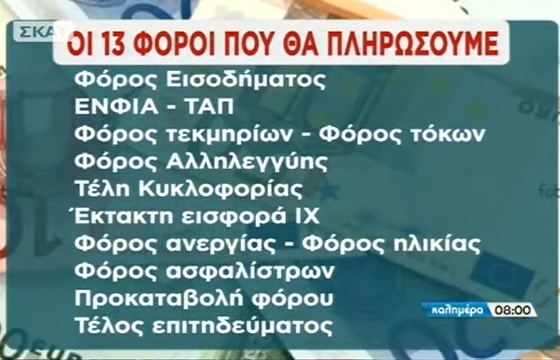 ΣΚΑΪ
ΟΙ 13 ΦΟΡΟΙ ΠΟΥ ΘΑ ΠΛΗΡΩΣΟΥΜΕ
Φόρος Εισοδήματος
ΕΝΦΙΑ - ΤΑΠ
Φόρος τεκμηρίων - Φόρος τόκων
Φόρος Αλληλεγγύης
Τέλη Κυκλοφορίας
Έκτακτη εισφορά ΙΧ
Φόρος ανεργίας - Φόρος ηλικίας
Φόρος ασφαλίστρων
Προκαταβολή φόρου
Τέλος επιτηδεύματος
καλημέρα 08:00